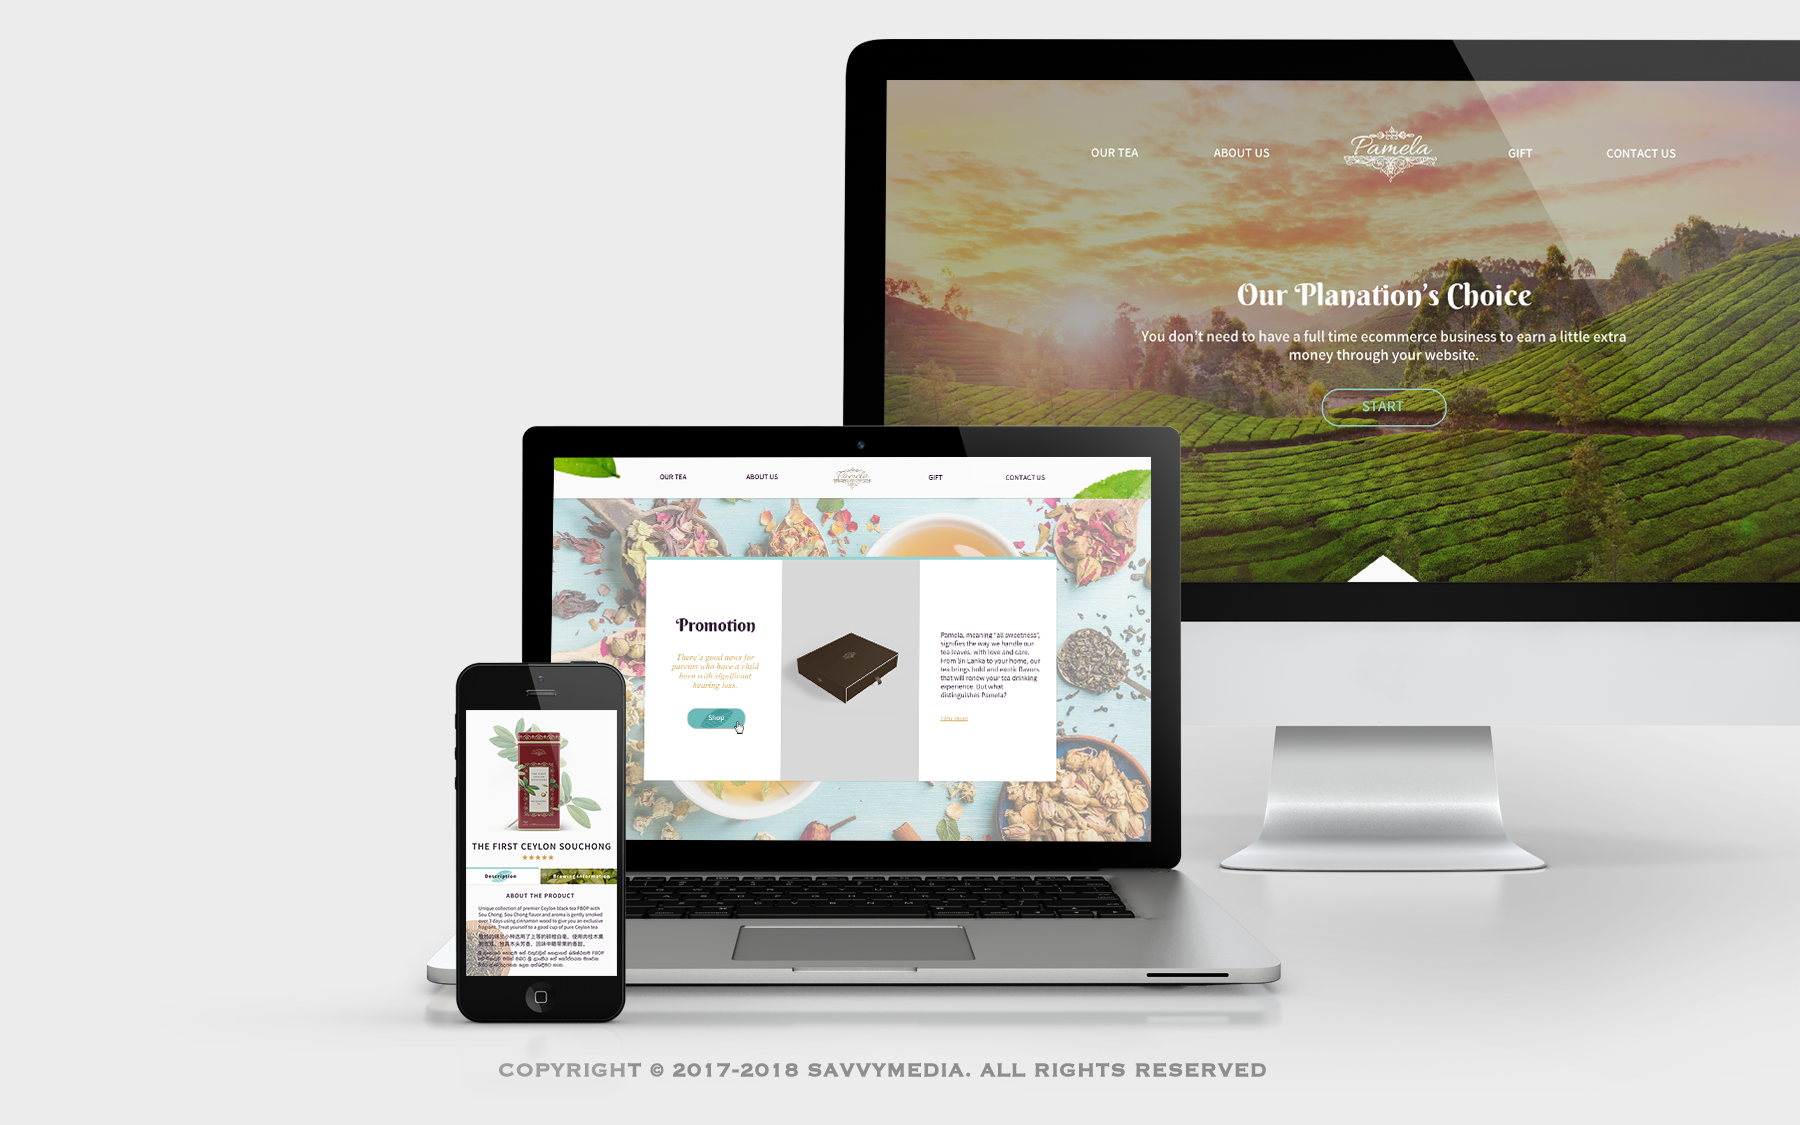 OUR TEA
ABOUT US
Pamela
GIFT
CONTACT US
Our Planation's Choice
You don't need to have a full time ecommerce business to earn a little extra
money through your website.
START
OUR TEA
ABOUT US
Pamela
GIFT
CONTACT US
Promotion
There's good news for
parents who have a child
born with significant
hearing loss.
Shop
Pamela, meaning "all sweetness",
signifies the way we handle our
tea leaves: with love and care.
From Sri Lanka to your home, our
tea brings bold and exotic flavors
that will renew your tea drinking
experience. But what
distinguishes Pamela?
THE FIRST CEYLON SOUCHONG
Description
Brewing Information
ABOUT THE PRODUCT
Unique collection of premier Ceylon black tea FBOP with
Sou Chong. Sou Chong flavor and aroma is gently smoked
over 3 days using cinnamon wood to give you an exclusive
fragrant. Treat yourself to a good cup of pure Ceylon tea
COPYRIGHT © 2017-2018 SAVVYMEDIA. ALL RIGHTS RESERVED